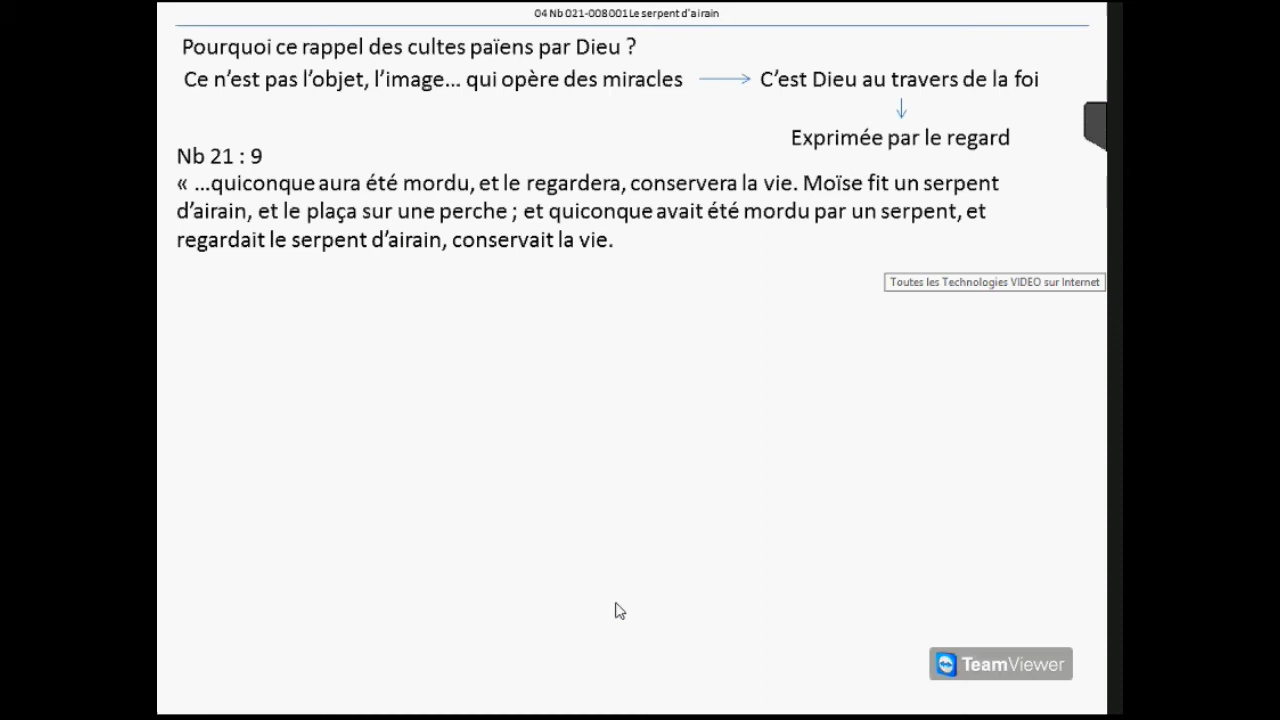 04 Nb 021-008 001 Le serpent d'airain
Pourquoi ce rappel des cultes païens par Dieu ?
Ce n’est pas l’objet, l’image… qui opère des miracles
C’est Dieu au travers de la foi
Exprimée par le regard
Nb 21 : 9
« …quiconque aura été mordu, et le regardera, conservera la vie. Moïse fit un serpent
d’airain, et le plaça sur une perche ; et quiconque avait été mordu par un serpent, et
regardait le serpent d’airain, conservait la vie.
Toutes les Technologies VIDEO sur Internet
TeamViewer